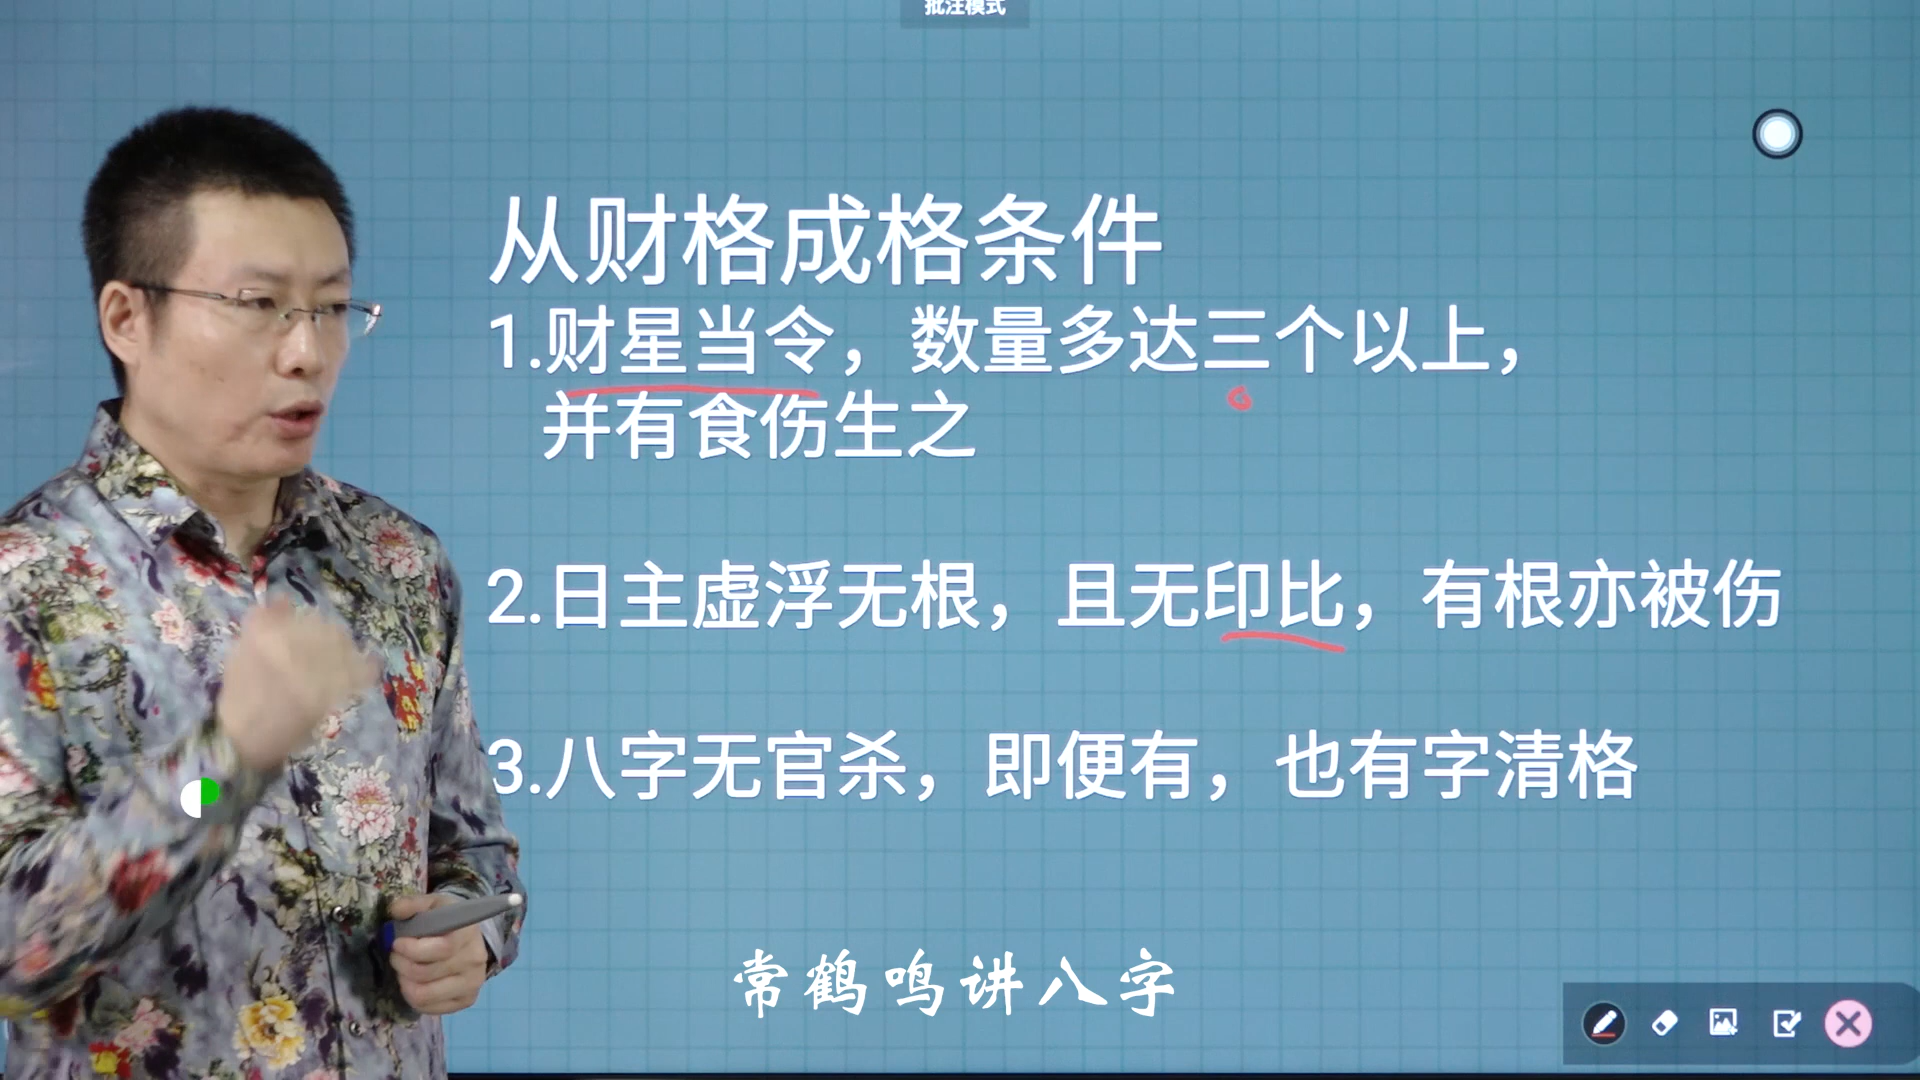 批注模式
从财格成格条件
1.财星当令，数量多达三个以上，
并有食伤生之
2.日主虚浮无根，且无印比，有根亦被伤
3.八字无官杀，即便有，也有字清格
常鹤鸣讲八字